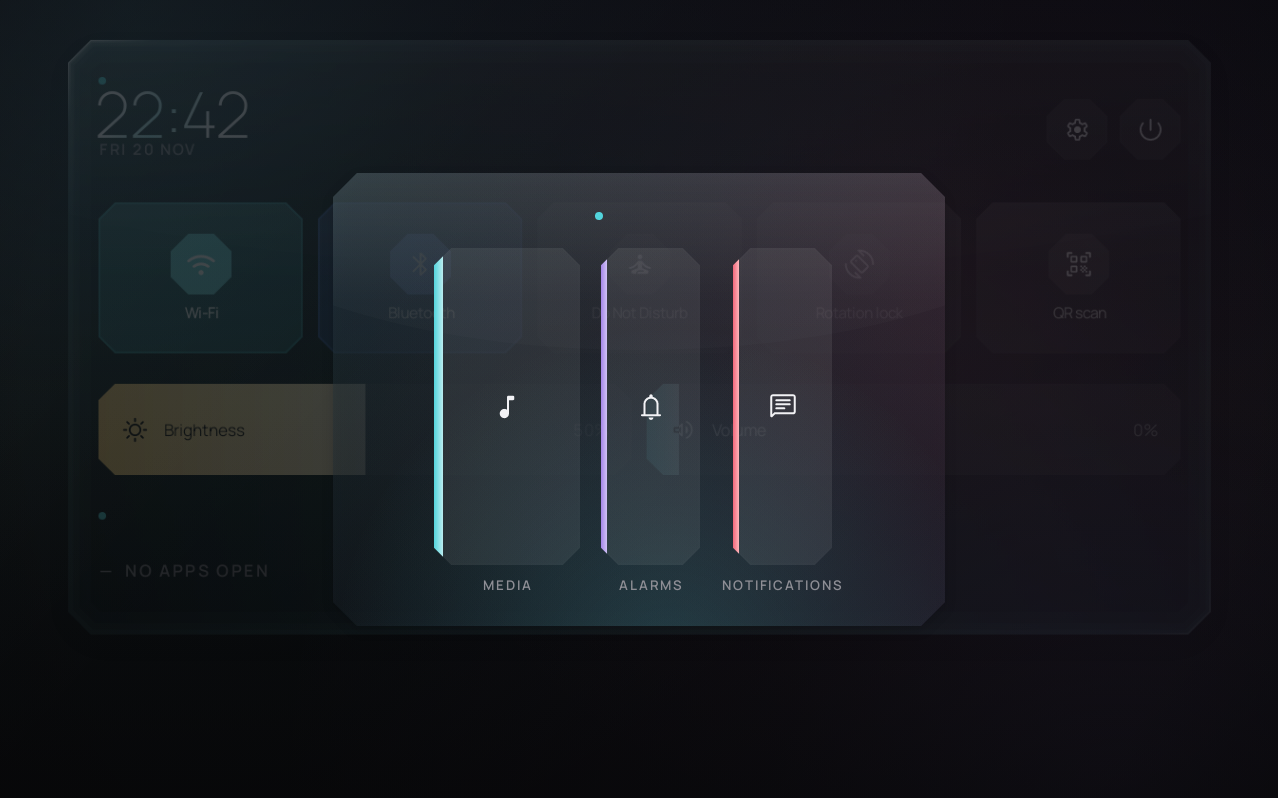 22:42
FRI 20 NOV
Wi-Fi
Bluetooth
Do Not Disturb
Rotation lock
QR scan
Brightness
Volume
0%
NO APPS OPEN
MEDIA
ALARMS
NOTIFICATIONS